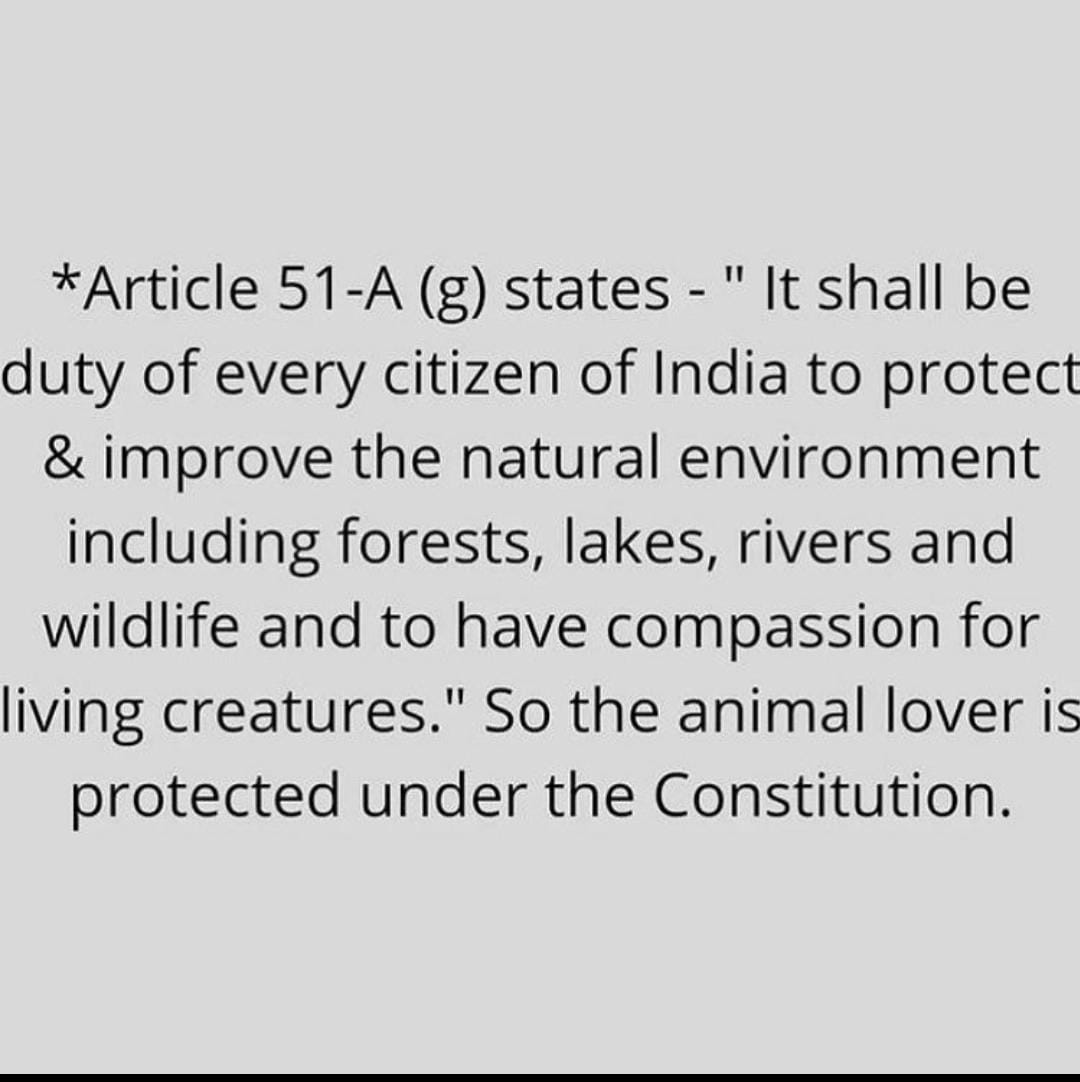 *Article 51-A (g) states - " It shall be
duty of every citizen of India to protect
& improve the natural environment
including forests, lakes, rivers and
wildlife and to have compassion for
living creatures." So the animal lover is
protected under the Constitution.